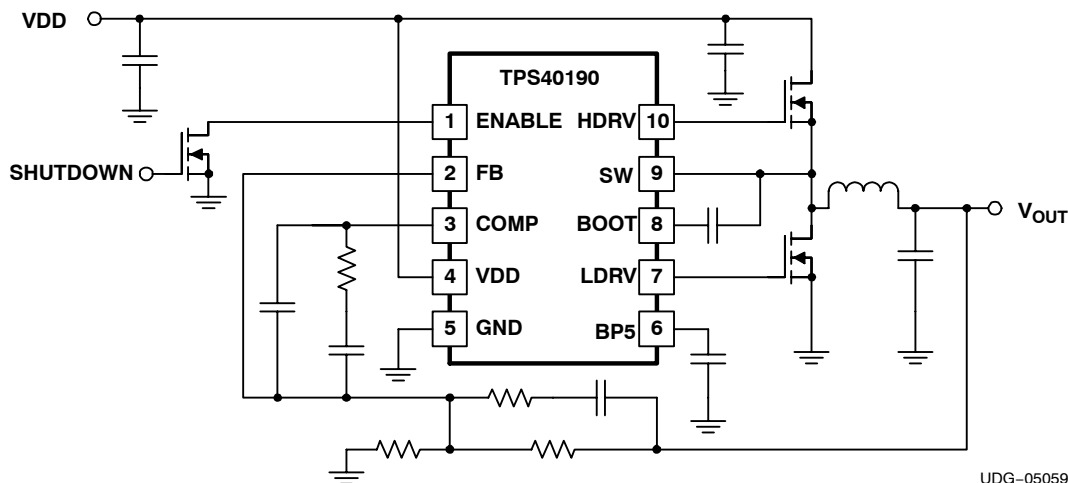 VDD
TPS40190
1 ENABLE HDRV 10
SHUTDOWN
2 FB SW 9
3 COMP BOOT 8
V_OUT
4 VDD LDRV 7
5 GND BP5 6
UDG–05059